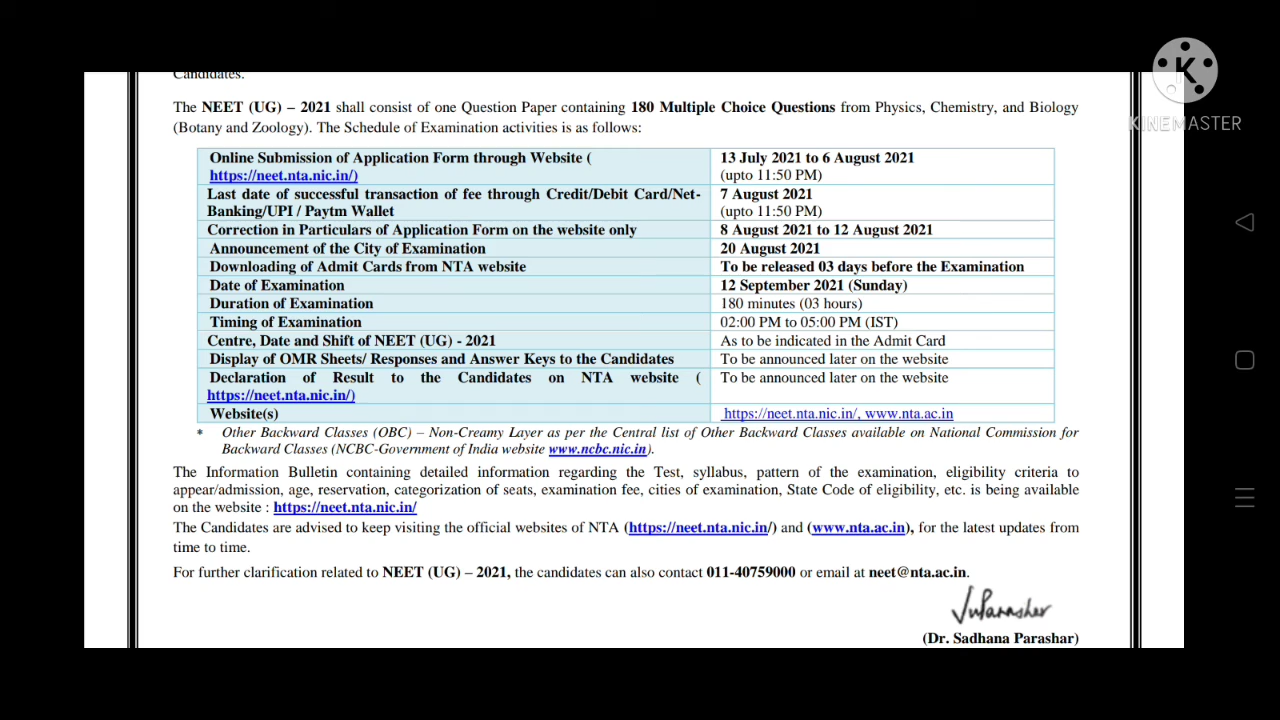 Candidates.
The NEET (UG) – 2021 shall consist of one Question Paper containing 180 Multiple Choice Questions from Physics, Chemistry, and Biology
(Botany and Zoology). The Schedule of Examination activities is as follows:
Online Submission of Application Form through Website ( 13 July 2021 to 6 August 2021
https://neet.nta.nic.in/) (upto 11:50 PM)
Last date of successful transaction of fee through Credit/Debit Card/Net- 7 August 2021
Banking/UPI / Paytm Wallet (upto 11:50 PM)
Correction in Particulars of Application Form on the website only 8 August 2021 to 12 August 2021
Announcement of the City of Examination 20 August 2021
Downloading of Admit Cards from NTA website To be released 03 days before the Examination
Date of Examination 12 September 2021 (Sunday)
Duration of Examination 180 minutes (03 hours)
Timing of Examination 02:00 PM to 05:00 PM (IST)
Centre, Date and Shift of NEET (UG) - 2021 As to be indicated in the Admit Card
Display of OMR Sheets/ Responses and Answer Keys to the Candidates To be announced later on the website
Declaration of Result to the Candidates on NTA website ( To be announced later on the website
https://neet.nta.nic.in/)
Website(s) https://neet.nta.nic.in/, www.nta.ac.in
* Other Backward Classes (OBC) – Non-Creamy Layer as per the Central list of Other Backward Classes available on National Commission for
Backward Classes (NCBC-Government of India website www.ncbc.nic.in).
The Information Bulletin containing detailed information regarding the Test, syllabus, pattern of the examination, eligibility criteria to
appear/admission, age, reservation, categorization of seats, examination fee, cities of examination, State Code of eligibility, etc. is being available
on the website : https://neet.nta.nic.in/
The Candidates are advised to keep visiting the official websites of NTA (https://neet.nta.nic.in/) and (www.nta.ac.in), for the latest updates from
time to time.
For further clarification related to NEET (UG) – 2021, the candidates can also contact 011-40759000 or email at neet@nta.ac.in.
(Dr. Sadhana Parashar)
K
KINEMASTER